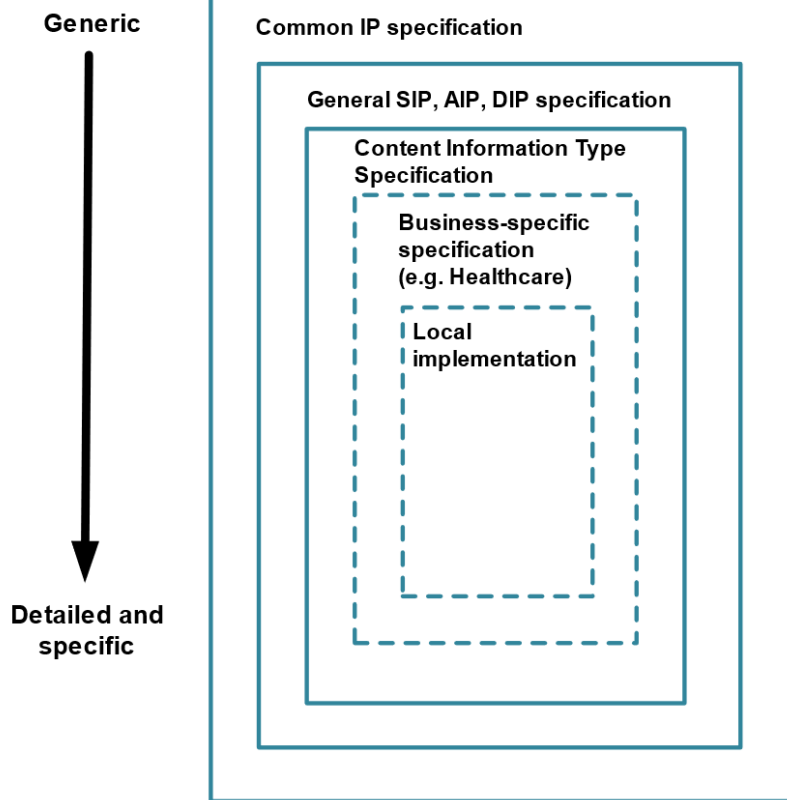 Generic
Common IP specification
General SIP, AIP, DIP specification
Content Information Type
Specification
Business-specific
specification
(e.g. Healthcare)
Local
implementation
Detailed and
specific